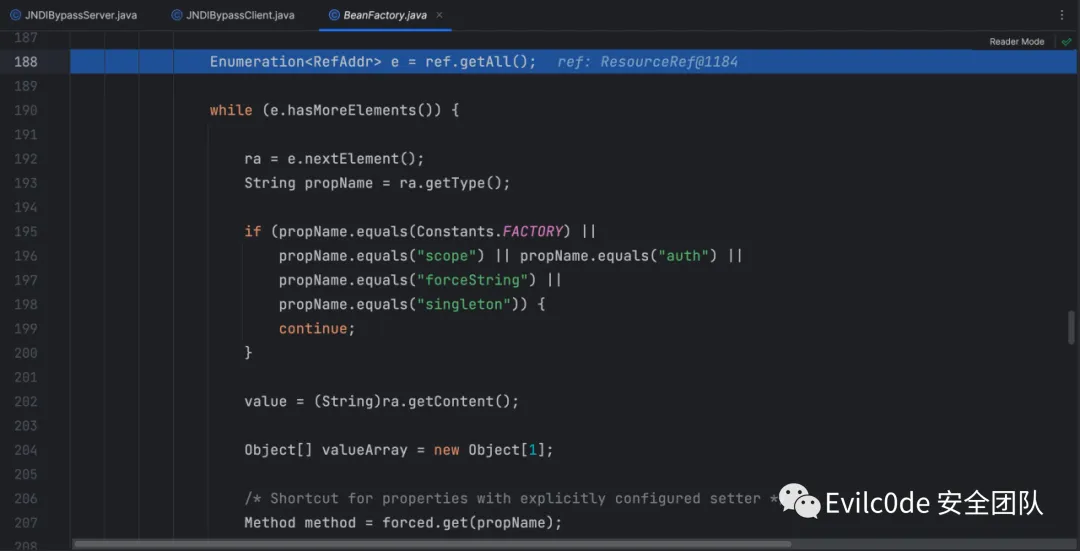 JNDIBypassServer.java JNDIBypassClient.java BeanFactory.java ×
Reader Mode
187
188 Enumeration<RefAddr> e = ref.getAll(); ref: ResourceRef@1184
189
190 while (e.hasMoreElements()) {
191
192 ra = e.nextElement();
193 String propName = ra.getType();
194
195 if (propName.equals(Constants.FACTORY) ||
196 propName.equals("scope") || propName.equals("auth") ||
197 propName.equals("forceString") ||
198 propName.equals("singleton")) {
199 continue;
200 }
201
202 value = (String)ra.getContent();
203
204 Object[] valueArray = new Object[1];
205
206 /* Shortcut for properties with explicitly configured setter *
207 Method method = forced.get(propName);
208
Evilc0de 安全团队